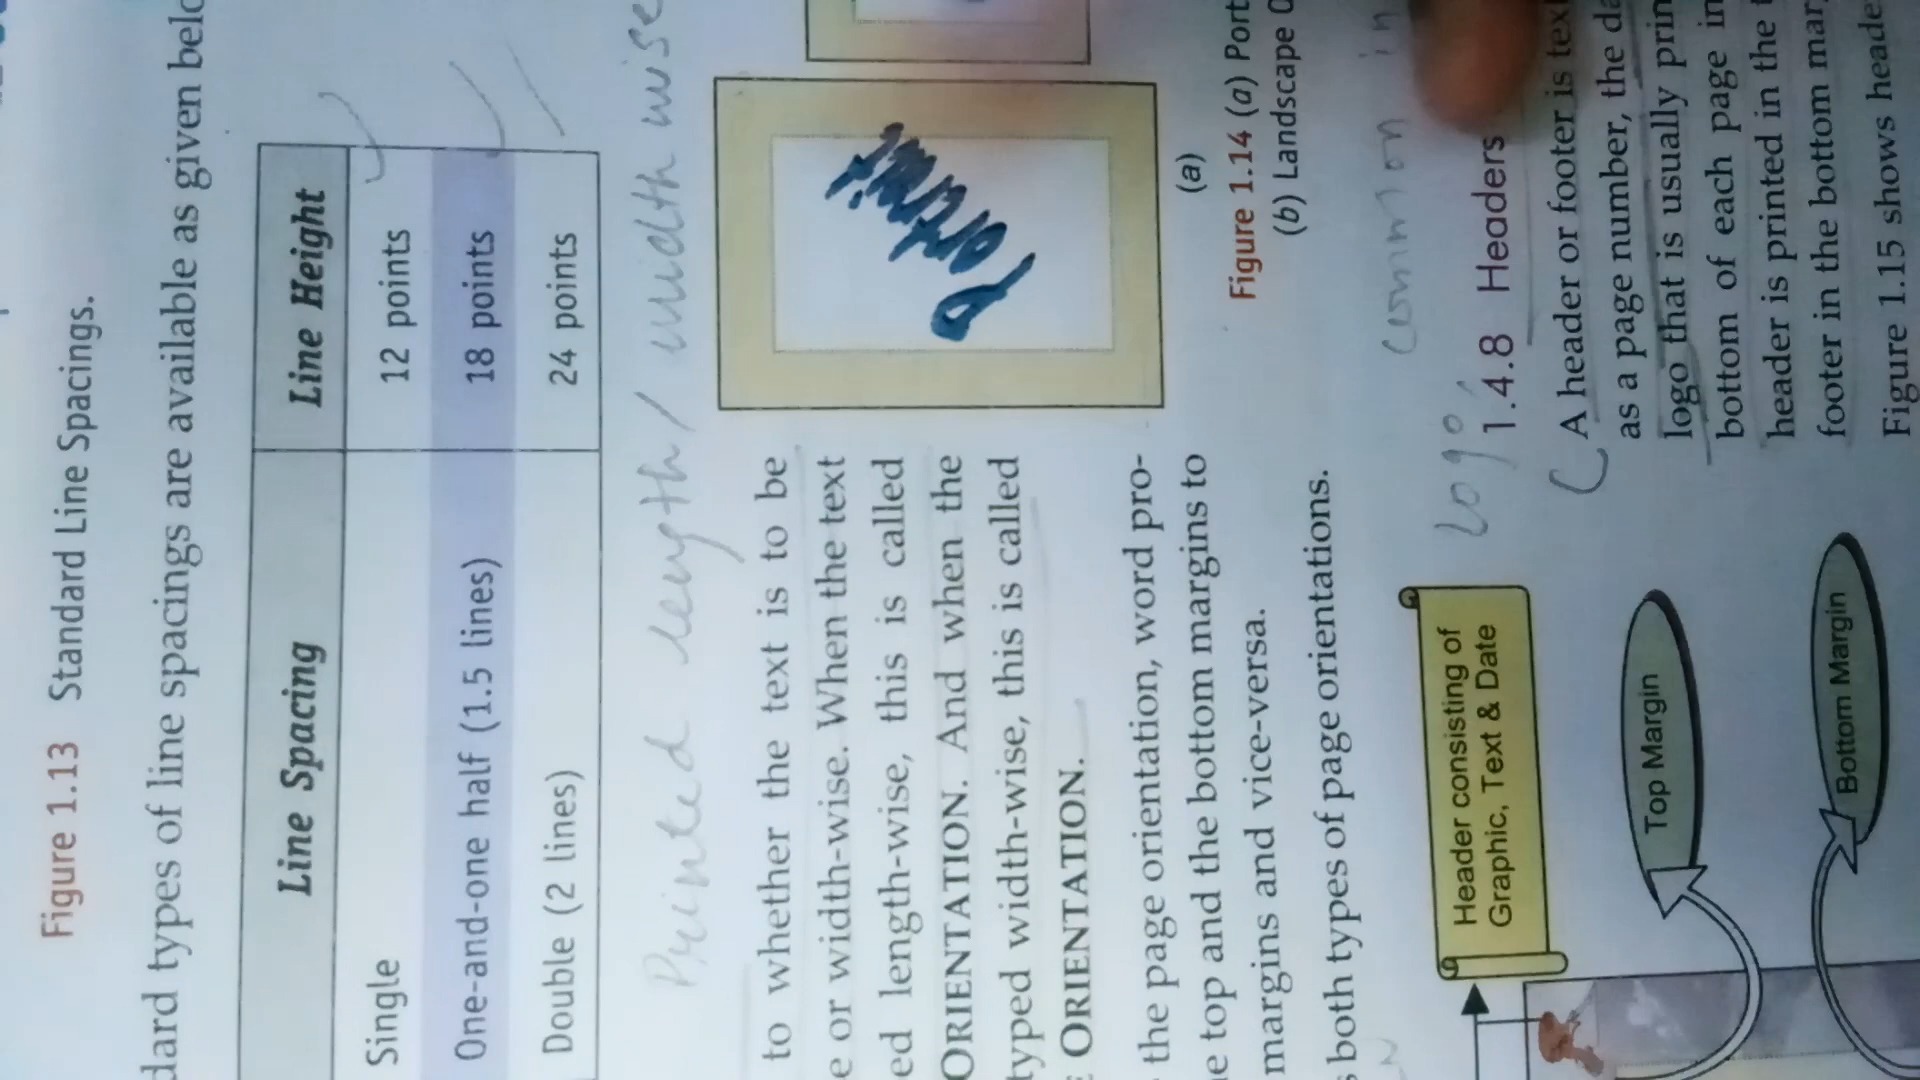 Figure 1.13 Standard Line Spacings.
dard types of line spacings are available as given
Line Spacing Line Height
Single 12 points
One-and-one half (1.5 lines) 18 points
Double (2 lines) 24 points
Printed length / width wise
to whether the text is to be
e or width-wise. When the text
ed length-wise, this is called
ORIENTATION. And when the
typed width-wise, this is called
ORIENTATION.
the page orientation, word pro-
e top and the bottom margins to
margins and vice-versa.
both types of page orientations.
Portrait
(a)
Figure 1.14 (a) Port
(b) Landscape O
common in
logo,
1.4.8 Headers
A header or footer is text
as a page number, the da
logo that is usually prin
bottom of each page in
header is printed in the t
footer in the bottom mar
Figure 1.15 shows heade
Header consisting of
Graphic, Text & Date
Top Margin
Bottom Margin